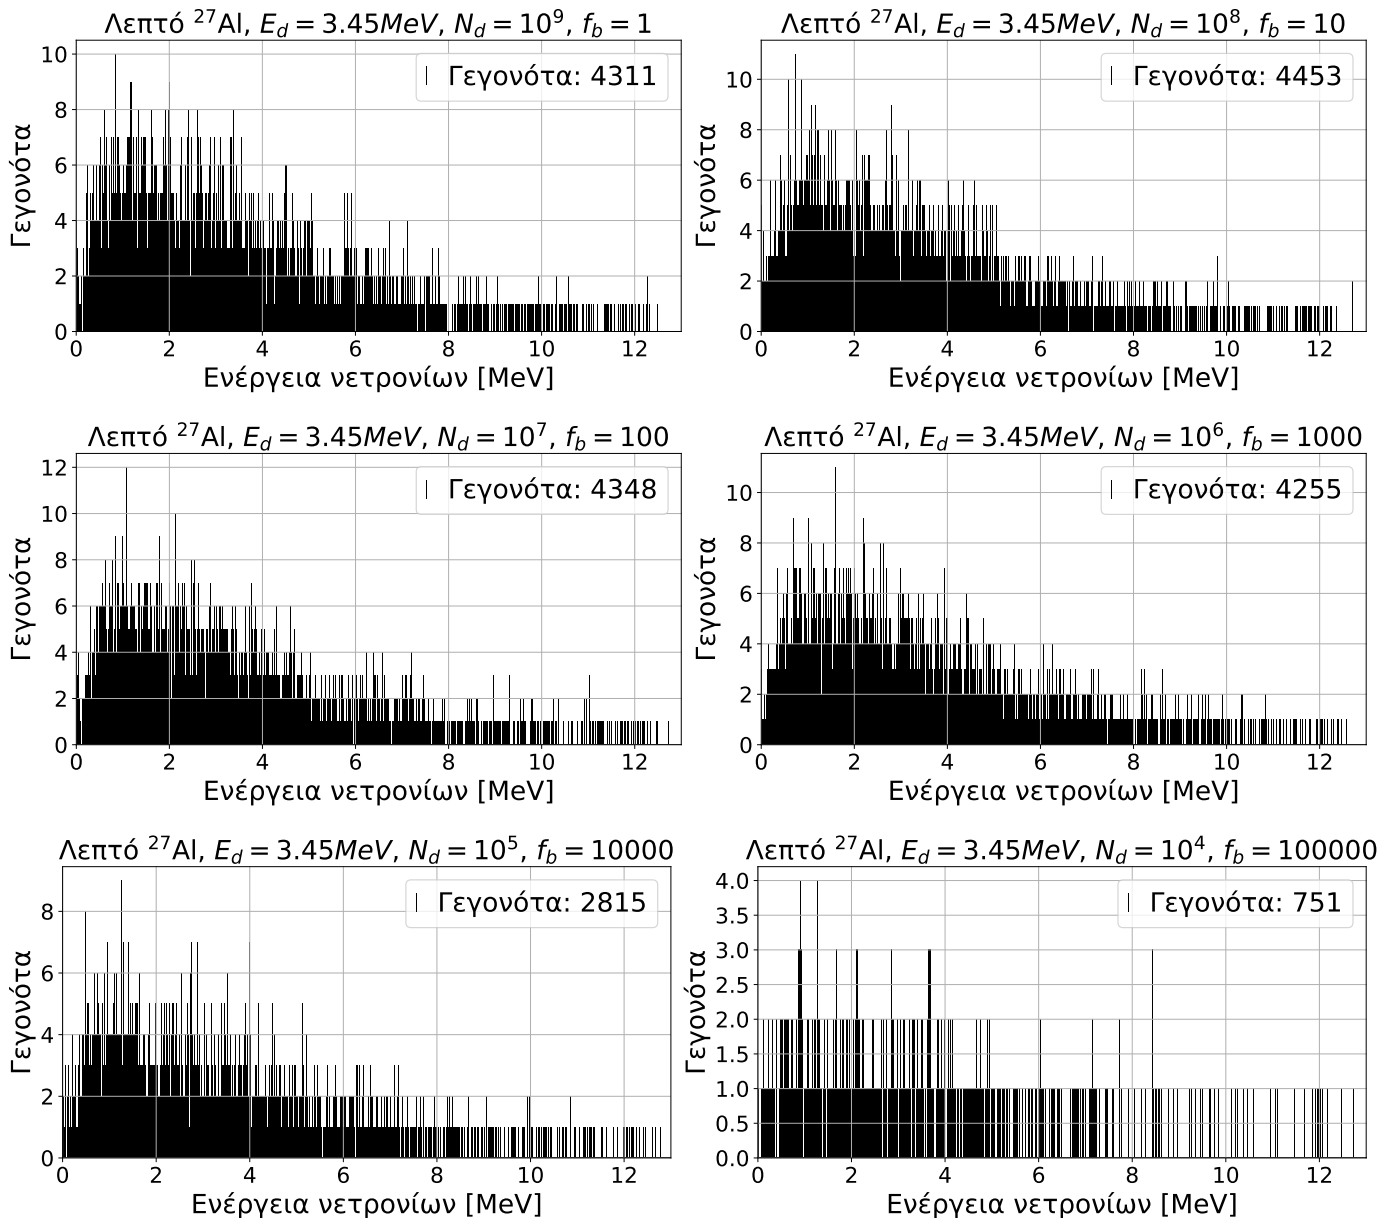 Λεπτό ²⁷Al, E_d = 3.45MeV, N_d = 10⁹, f_b = 1
Γεγονότα: 4311
Γεγονότα
10
8
6
4
2
0
0 2 4 6 8 10 12
Ενέργεια νετρονίων [MeV]
Λεπτό ²⁷Al, E_d = 3.45MeV, N_d = 10⁸, f_b = 10
Γεγονότα: 4453
Γεγονότα
10
8
6
4
2
0
0 2 4 6 8 10 12
Ενέργεια νετρονίων [MeV]
Λεπτό ²⁷Al, E_d = 3.45MeV, N_d = 10⁷, f_b = 100
Γεγονότα: 4348
Γεγονότα
12
10
8
6
4
2
0
0 2 4 6 8 10 12
Ενέργεια νετρονίων [MeV]
Λεπτό ²⁷Al, E_d = 3.45MeV, N_d = 10⁶, f_b = 1000
Γεγονότα: 4255
Γεγονότα
10
8
6
4
2
0
0 2 4 6 8 10 12
Ενέργεια νετρονίων [MeV]
Λεπτό ²⁷Al, E_d = 3.45MeV, N_d = 10⁵, f_b = 10000
Γεγονότα: 2815
Γεγονότα
8
6
4
2
0
0 2 4 6 8 10 12
Ενέργεια νετρονίων [MeV]
Λεπτό ²⁷Al, E_d = 3.45MeV, N_d = 10⁴, f_b = 100000
Γεγονότα: 751
Γεγονότα
4.0
3.5
3.0
2.5
2.0
1.5
1.0
0.5
0.0
0 2 4 6 8 10 12
Ενέργεια νετρονίων [MeV]